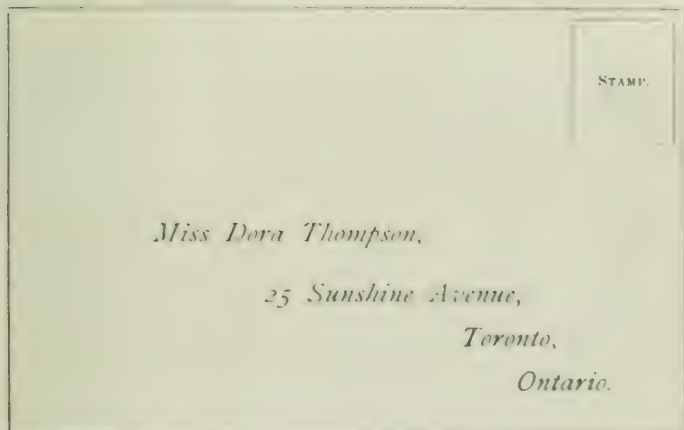 STAMP.
Miss Dora Thompson,
25 Sunshine Avenue,
Toronto,
Ontario.